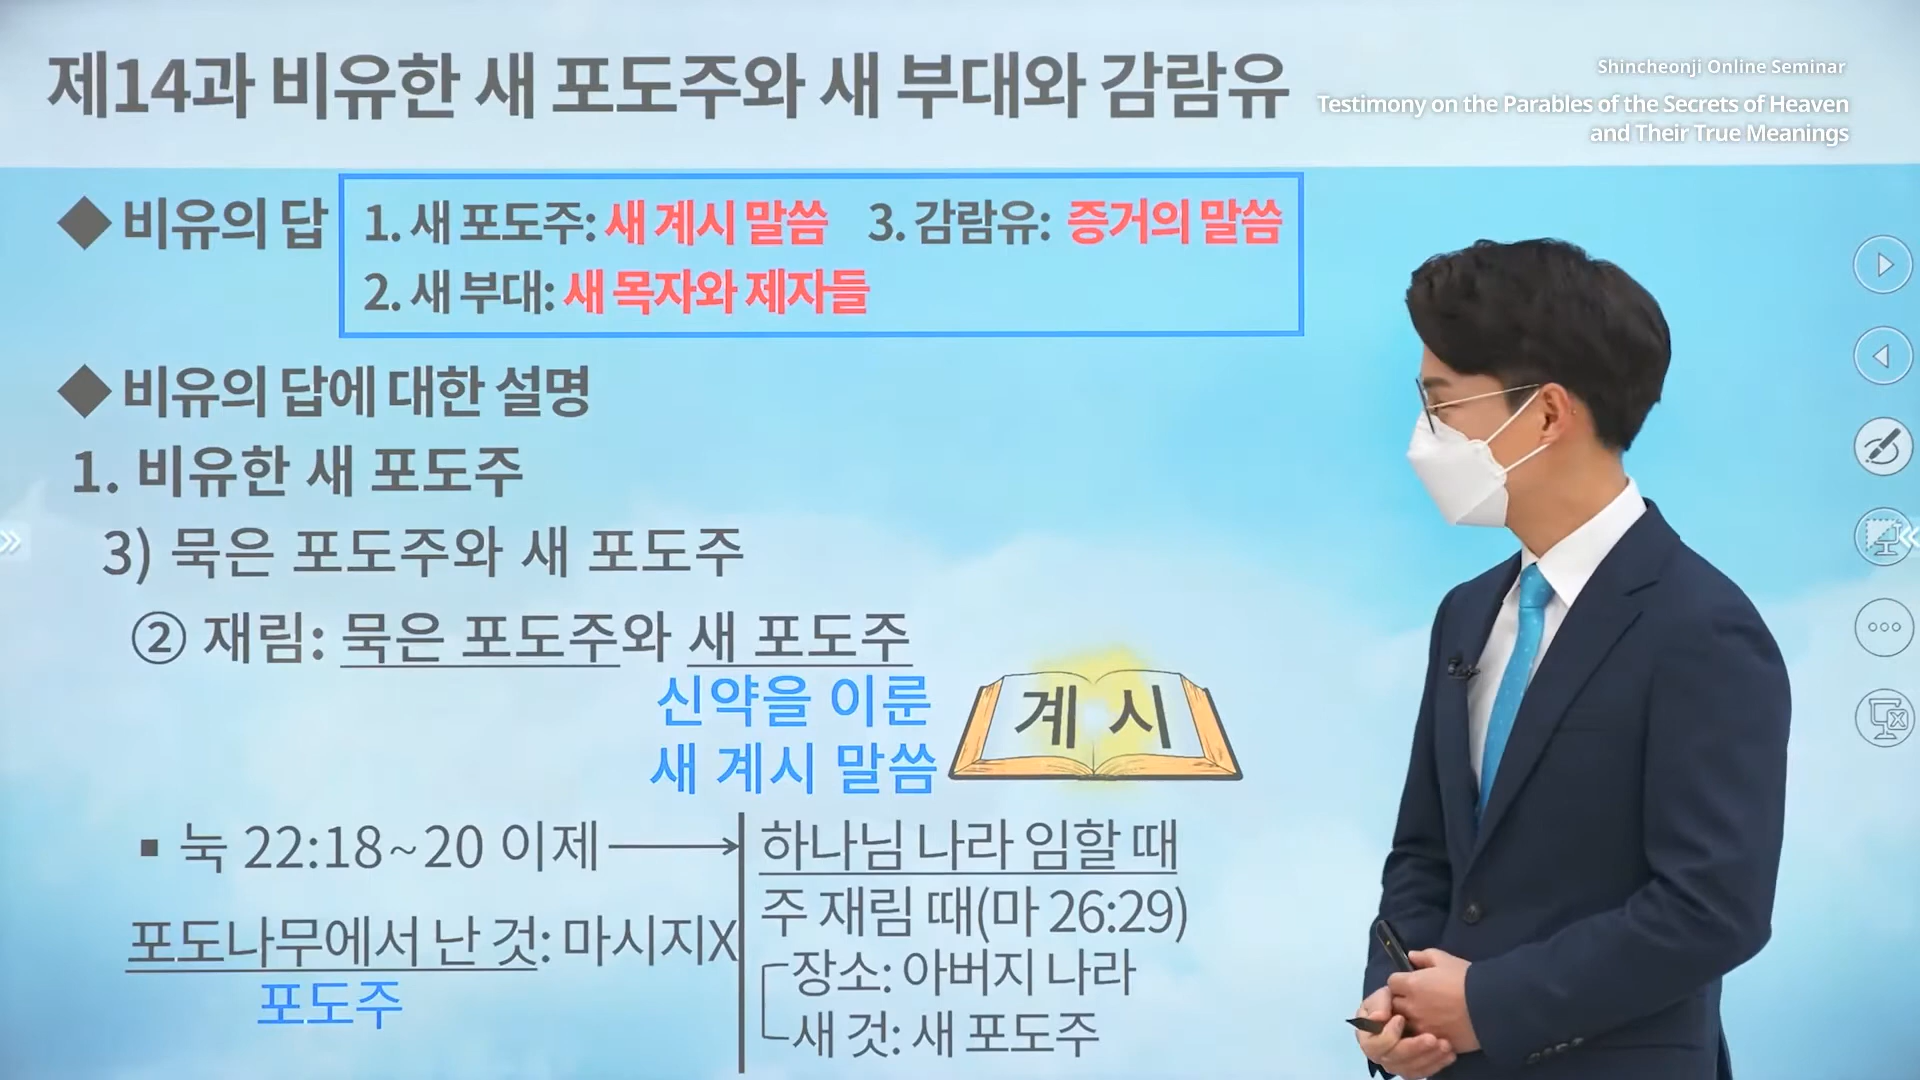 제14과 비유한 새 포도주와 새 부대와 감람유
Shincheonji Online Seminar
Testimony on the Parables of the Secrets of Heaven
and Their True Meanings
◆ 비유의 답
1. 새 포도주: 새 계시 말씀 3. 감람유: 증거의 말씀
2. 새 부대: 새 목자와 제자들
◆ 비유의 답에 대한 설명
1. 비유한 새 포도주
3) 묵은 포도주와 새 포도주
② 재림: 묵은 포도주와 새 포도주
신약을 이룬
새 계시 말씀
계 시
▪ 눅 22:18~20 이제
포도나무에서 난 것: 마시지X
포도주
하나님 나라 임할 때
주 재림 때(마 26:29)
장소: 아버지 나라
새 것: 새 포도주